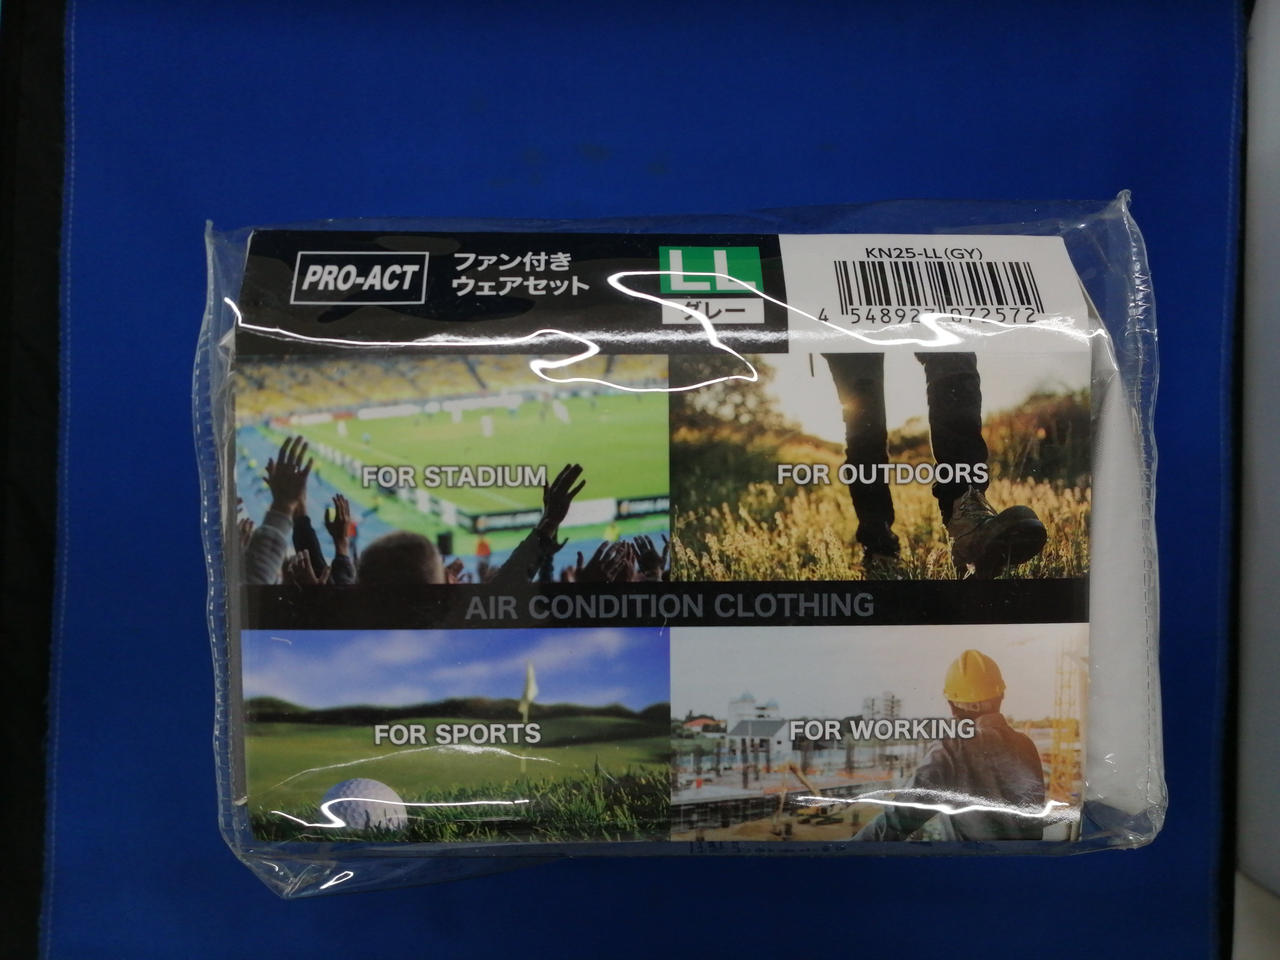 PRO-ACT
ファン付き
ウェアセット
LL
グレー
KN25-LL(GY)
FOR STADIUM
FOR OUTDOORS
AIR CONDITION CLOTHING
FOR SPORTS
FOR WORKING